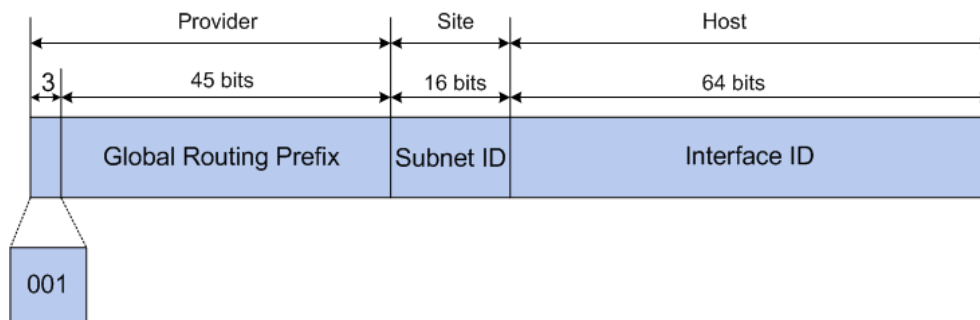 Provider Site Host
3 45 bits 16 bits 64 bits
Global Routing Prefix Subnet ID Interface ID
001